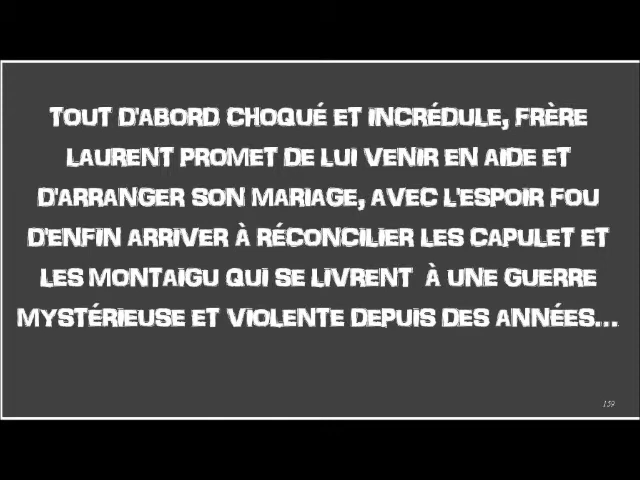 TOUT D'ABORD CHOQUÉ ET INCRÉDULE, FRÈRE
LAURENT PROMET DE LUI VENIR EN AIDE ET
D'ARRANGER SON MARIAGE, AVEC L'ESPOIR FOU
D'ENFIN ARRIVER À RÉCONCILIER LES CAPULET ET
LES MONTAIGU QUI SE LIVRENT À UNE GUERRE
MYSTÉRIEUSE ET VIOLENTE DEPUIS DES ANNÉES...
159